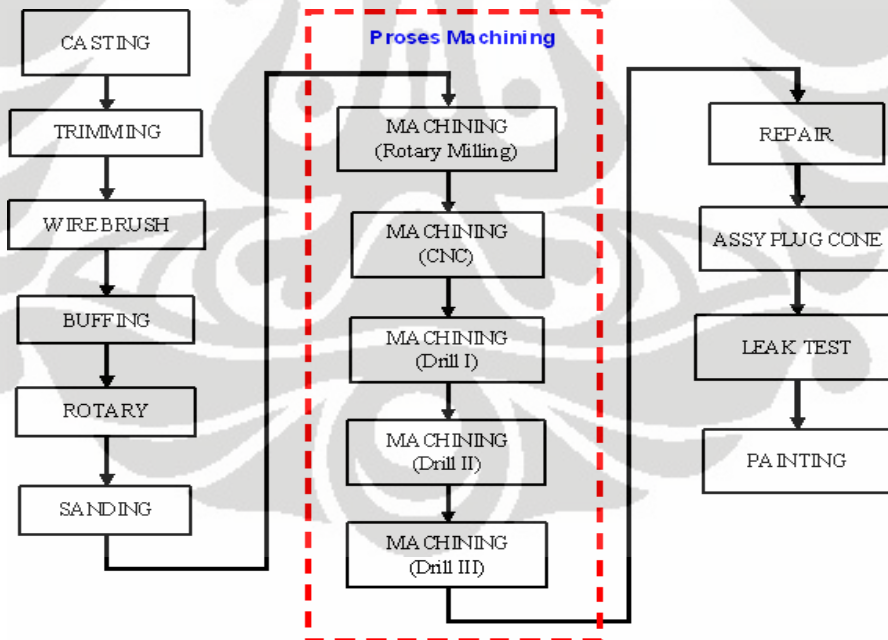 CASTING
TRIMMING
WIREBRUSH
BUFFING
ROTARY
SANDING
Proses Machining
MACHINING
(Rotary Milling)
MACHINING
(CNC)
MACHINING
(Drill I)
MACHINING
(Drill II)
MACHINING
(Drill III)
REPAIR
ASSY PLUG CONE
LEAK TEST
PAINTING